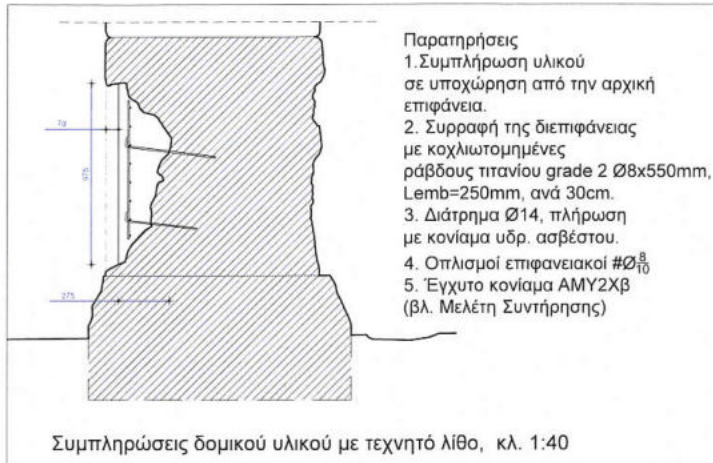 Παρατηρήσεις
1.Συμπλήρωση υλικού
σε υποχώρηση από την αρχική
επιφάνεια.
2. Συρραφή της διεπιφάνειας
με κοχλιωτομημένες
ράβδους τιτανίου grade 2 Ø8x550mm,
Lemb=250mm, ανά 30cm.
3. Διάτρημα Ø14, πλήρωση
με κονίαμα υδρ. ασβέστου.
4. Οπλισμοί επιφανειακοί #Ø8/10
5. Έγχυτο κονίαμα ΑΜΥ2Χβ
(βλ. Μελέτη Συντήρησης)
70
975
275
Συμπληρώσεις δομικού υλικού με τεχνητό λίθο, κλ. 1:40